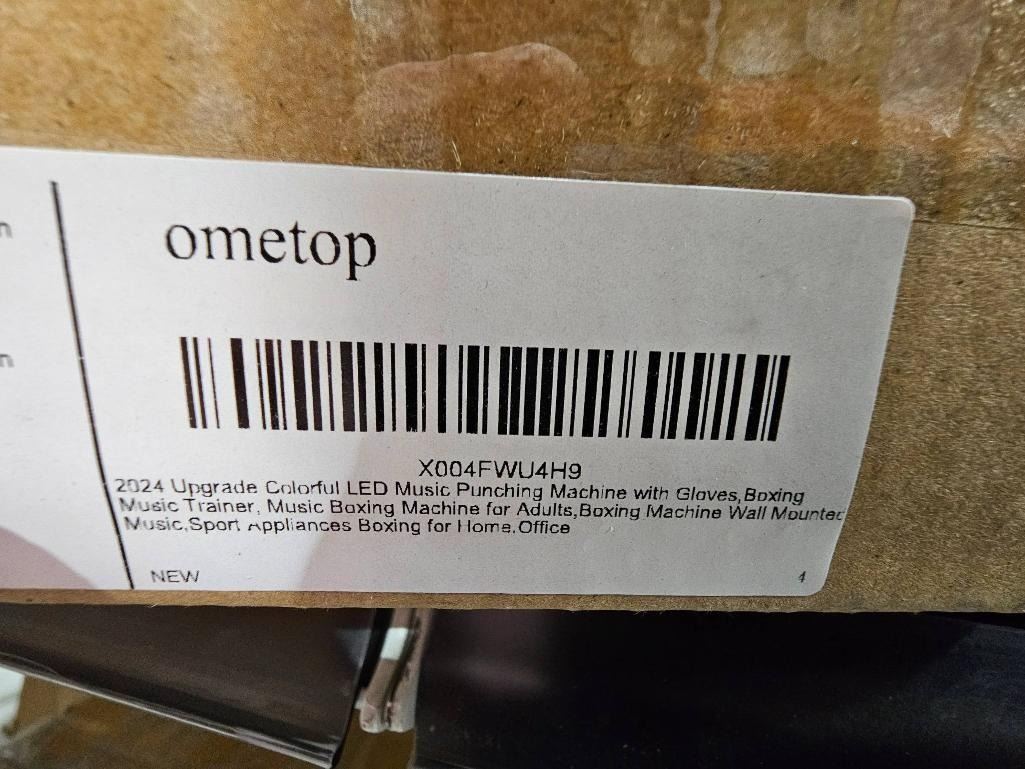 n
n
ometop
X004FWU4H9
2024 Upgrade Colorful LED Music Punching Machine with Gloves,Boxing
Music Trainer, Music Boxing Machine for Adults,Boxing Machine Wall Mounted
Music,Sport Appliances Boxing for Home,Office
NEW
4